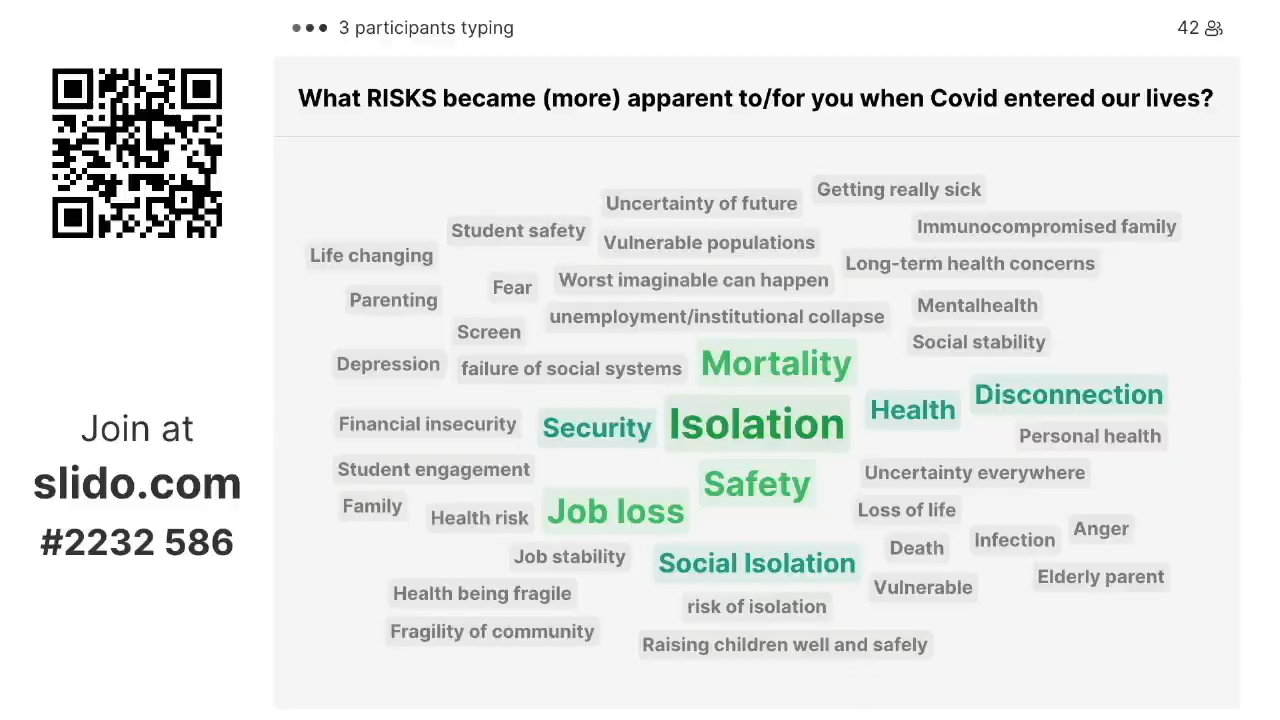 3 participants typing
42
What RISKS became (more) apparent to/for you when Covid entered our lives?
Getting really sick
Uncertainty of future
Immunocompromised family
Student safety
Vulnerable populations
Life changing
Long-term health concerns
Worst imaginable can happen
Fear
Parenting
Mentalhealth
unemployment/institutional collapse
Screen
Social stability
Mortality
Depression
failure of social systems
Disconnection
Health
Financial insecurity
Security
Isolation
Personal health
Student engagement
Uncertainty everywhere
Safety
Family
Health risk
Job loss
Loss of life
Anger
Infection
Death
Job stability
Social Isolation
Elderly parent
Vulnerable
Health being fragile
risk of isolation
Fragility of community
Raising children well and safely
Join at
slido.com
#2232 586